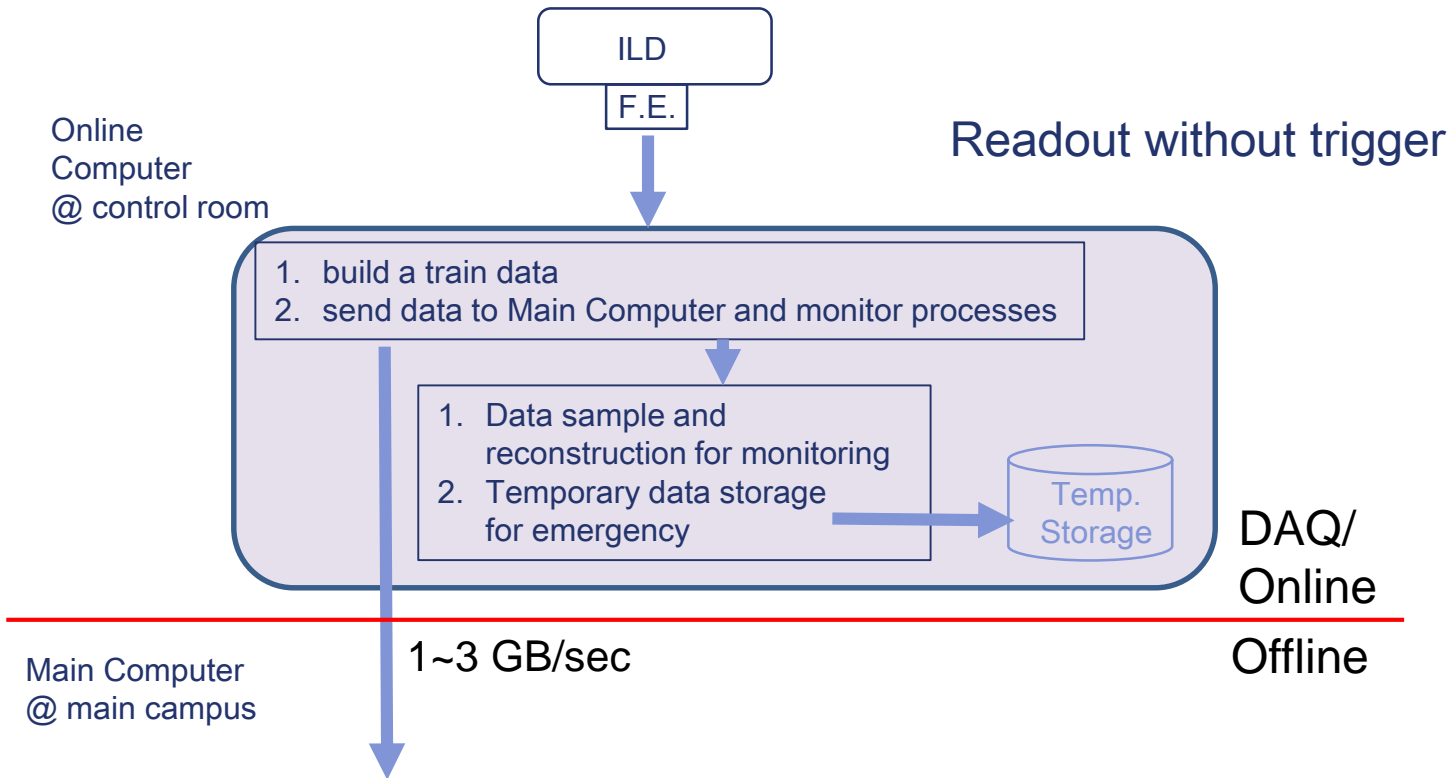 ILD
F.E.
Online
Computer
@ control room
Readout without trigger
1. build a train data
2. send data to Main Computer and monitor processes
1. Data sample and
reconstruction for monitoring
2. Temporary data storage
for emergency
Temp.
Storage
DAQ/
Online
1~3 GB/sec
Offline
Main Computer
@ main campus